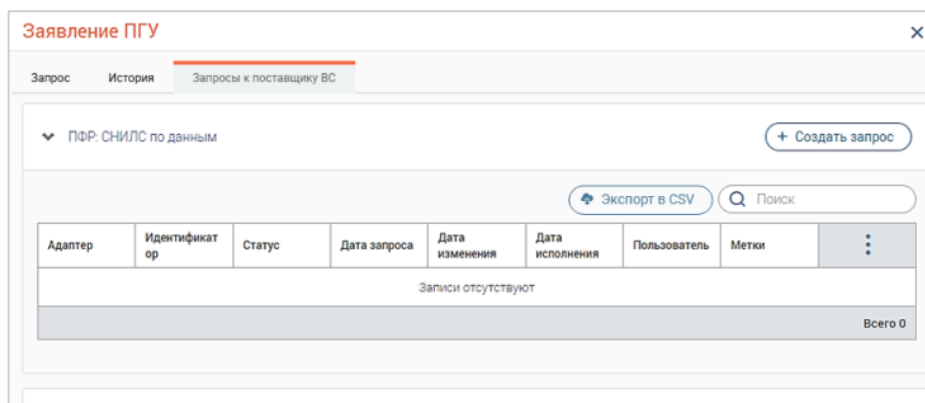 Заявление ПГУ
Запрос История Запросы к поставщику ВС
ПФР: СНИЛС по данным + Создать запрос
Экспорт в CSV Поиск
Адаптер Идентификат
ор Статус Дата запроса Дата
изменения Дата
исполнения Пользователь Метки
Записи отсутствуют
Всего 0